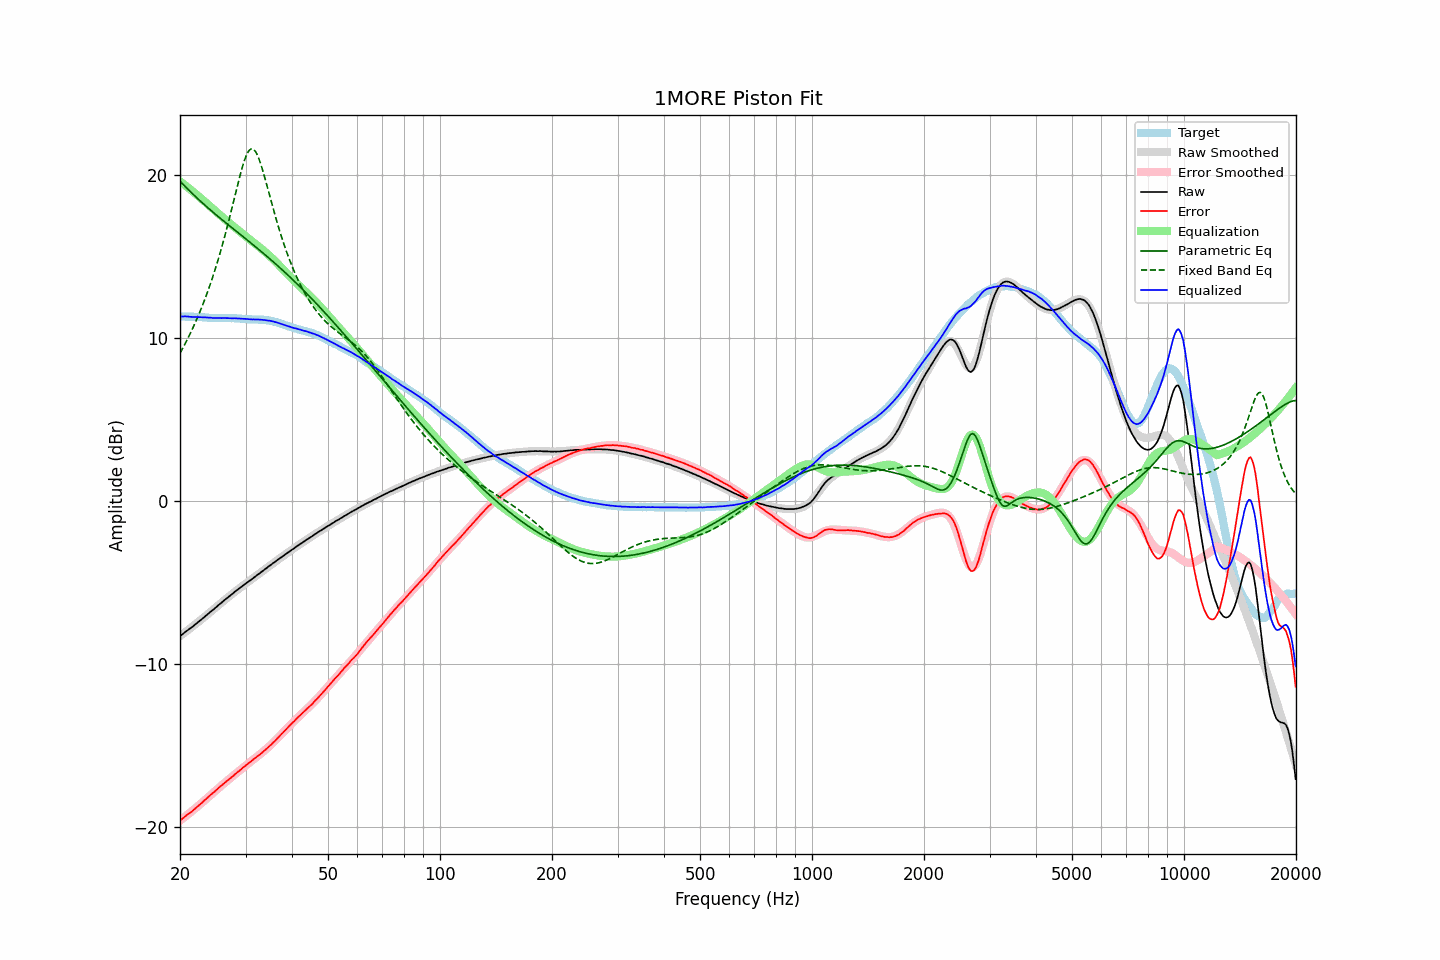 1MORE Piston Fit
Target
Raw Smoothed
Error Smoothed
Raw
Error
Equalization
Parametric Eq
Fixed Band Eq
Equalized
Amplitude (dBr)
20
10
0
−10
−20
20 50 100 200 500 1000 2000 5000 10000 20000
Frequency (Hz)